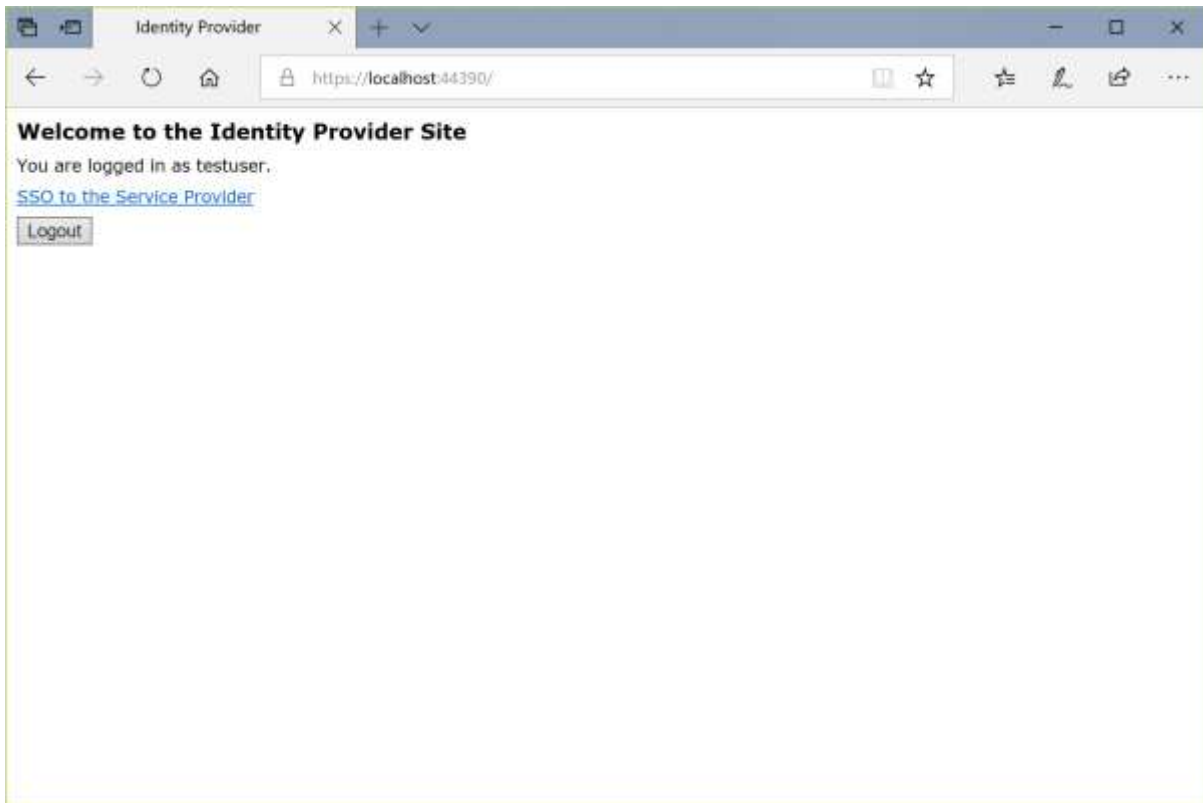 Identity Provider
https://localhost:44390/
Welcome to the Identity Provider Site
You are logged in as testuser.
SSO to the Service Provider
Logout